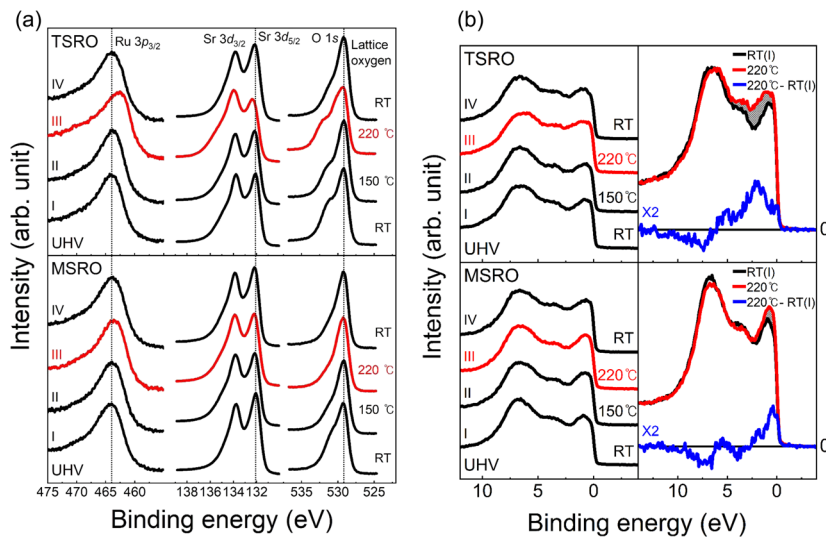 (a)
TSRO
Ru 3p3/2
Sr 3d3/2
Sr 3d5/2
O 1s
Lattice
oxygen
IV
RT
III
220℃
II
150℃
I
RT
UHV
MSRO
IV
RT
III
220℃
II
150℃
I
RT
UHV
Intensity (arb. unit)
475 470 465 460 138 136 134 132 535 530 525
Binding energy (eV)
(b)
TSRO
IV
RT
III
220℃
II
150℃
I
RT
UHV
RT(I)
220℃
220℃- RT(I)
X2
0
MSRO
IV
RT
III
220℃
II
150℃
I
RT
UHV
RT(I)
220℃
220℃- RT(I)
X2
0
Intensity (arb. unit)
10 5 0 10 5 0
Binding energy (eV)